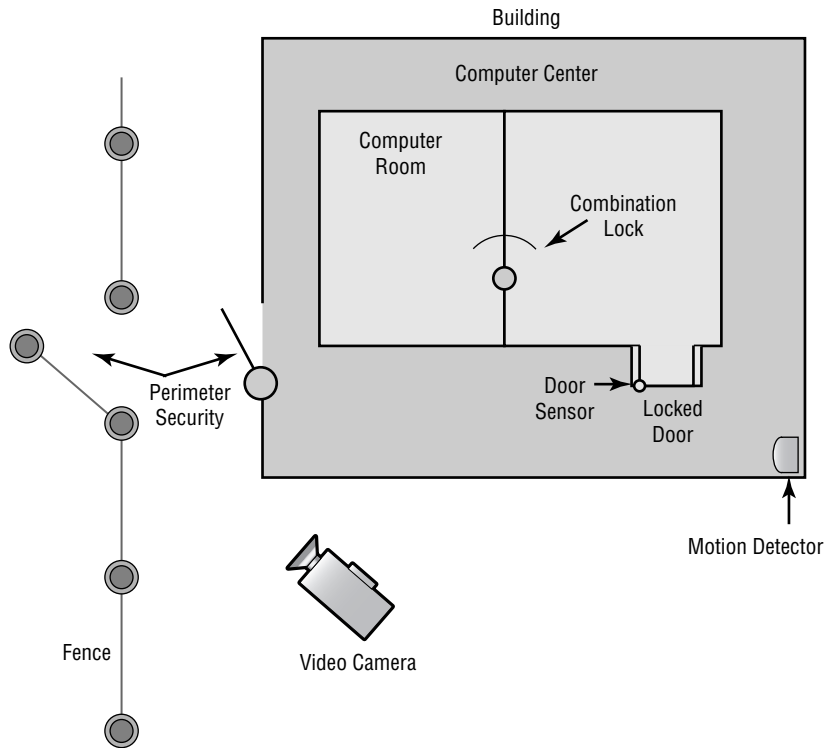 Building
Computer Center
Computer
Room
Combination
Lock
Perimeter
Security
Door
Sensor
Locked
Door
Motion Detector
Fence
Video Camera